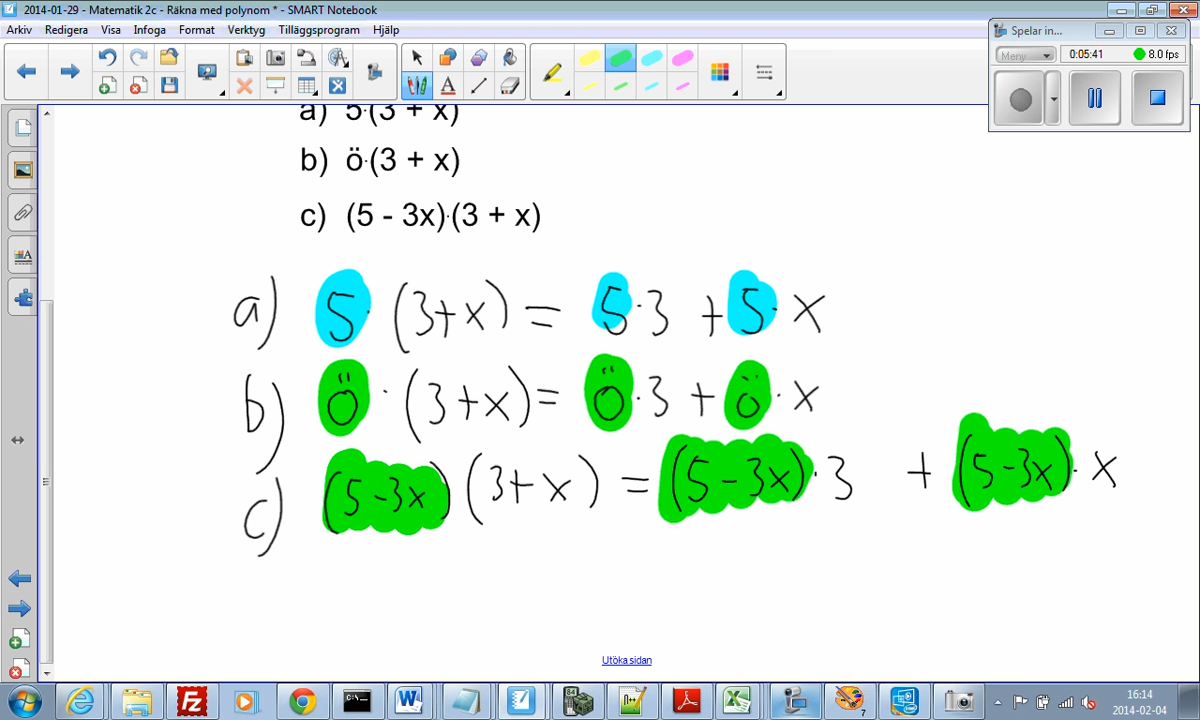 2014-01-29 - Matematik 2c - Räkna med polynom * - SMART Notebook
Arkiv Redigera Visa Infoga Format Verktyg Tilläggsprogram Hjälp
Spelar in...
Meny 0:05:41 8.0 fps
a) 5·(3 + x)
b) ö·(3 + x)
c) (5 - 3x)·(3 + x)
a) 5·(3+x) = 5·3 + 5·x
b) ö·(3+x) = ö·3 + ö·x
c) (5-3x)(3+x) = (5-3x)·3 + (5-3x)·x
Utöka sidan
16:14
2014-02-04